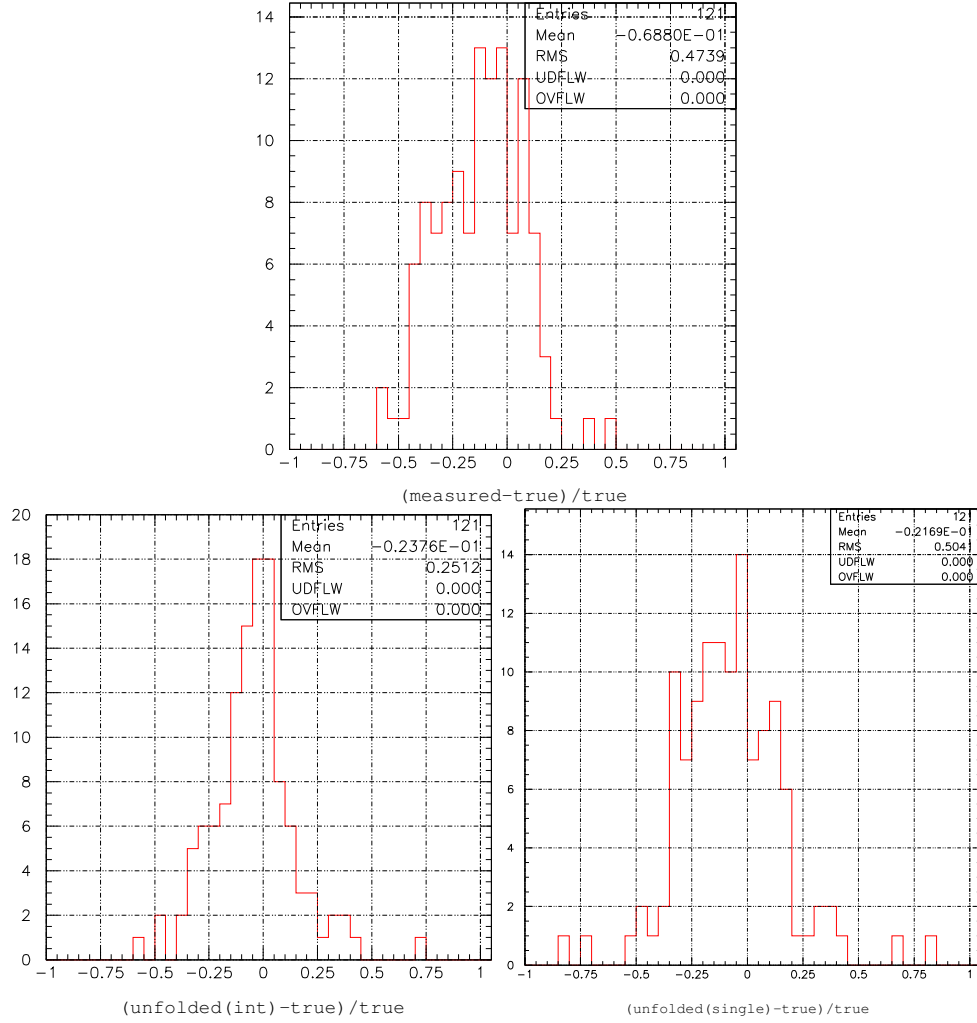 14
12
10
8
6
4
2
0
Entries 121
Mean -0.6880E-01
RMS 0.4739
UDFLW 0.000
OVFLW 0.000
-1 -0.75 -0.5 -0.25 0 0.25 0.5 0.75 1
(measured-true)/true
20
18
16
14
12
10
8
6
4
2
0
Entries 121
Mean -0.2376E-01
RMS 0.2512
UDFLW 0.000
OVFLW 0.000
-1 -0.75 -0.5 -0.25 0 0.25 0.5 0.75 1
(unfolded(int)-true)/true
14
12
10
8
6
4
2
0
Entries 121
Mean -0.2169E-01
RMS 0.5041
UDFLW 0.000
OVFLW 0.000
-1 -0.75 -0.5 -0.25 0 0.25 0.5 0.75 1
(unfolded(single)-true)/true